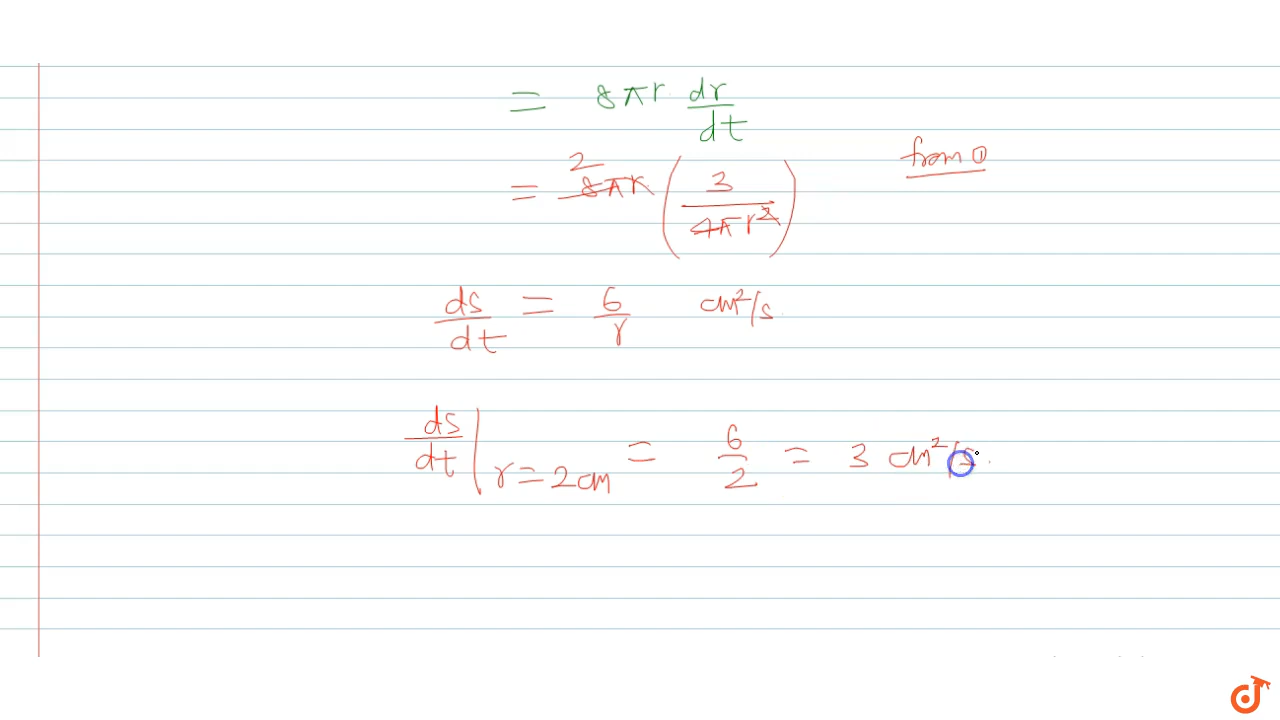 = 8πr dr/dt
= 2 8πr (3/4πr²) from ①
ds/dt = 6/r cm²/s
ds/dt | r=2cm = 6/2 = 3 cm²/s.